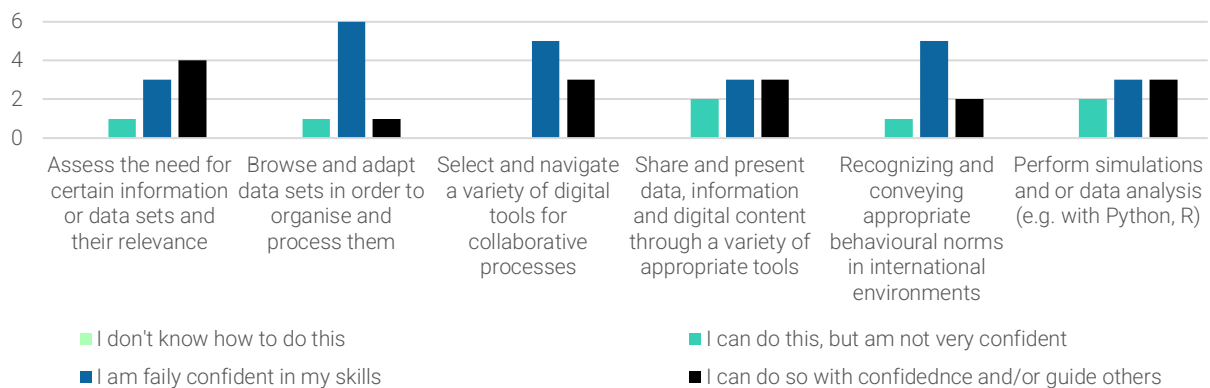 6
4
2
0
Assess the need for
certain information
or data sets and
their relevance
Browse and adapt
data sets in order to
organise and
process them
Select and navigate
a variety of digital
tools for
collaborative
processes
Share and present
data, information
and digital content
through a variety of
appropriate tools
Recognizing and
conveying
appropriate
behavioural norms
in international
environments
Perform simulations
and or data analysis
(e.g. with Python, R)
I don't know how to do this
I can do this, but am not very confident
I am faily confident in my skills
I can do so with confidednce and/or guide others